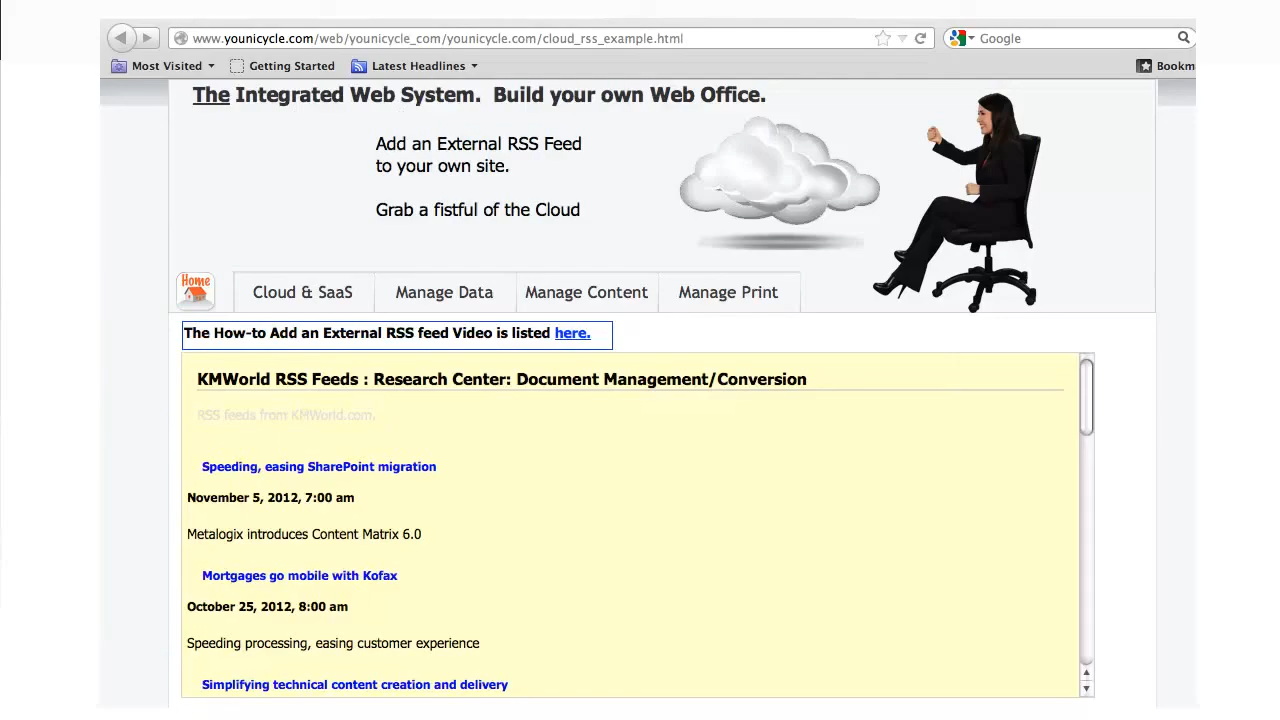 www.younicycle.com/web/younicycle_com/younicycle.com/cloud_rss_example.html
Google
Most Visited
Getting Started
Latest Headlines
Bookm
The Integrated Web System. Build your own Web Office.
Add an External RSS Feed
to your own site.
Grab a fistful of the Cloud
Home
Cloud & SaaS
Manage Data
Manage Content
Manage Print
The How-to Add an External RSS feed Video is listed here.
KMWorld RSS Feeds : Research Center: Document Management/Conversion
RSS feeds from KMWorld.com.
Speeding, easing SharePoint migration
November 5, 2012, 7:00 am
Metalogix introduces Content Matrix 6.0
Mortgages go mobile with Kofax
October 25, 2012, 8:00 am
Speeding processing, easing customer experience
Simplifying technical content creation and delivery